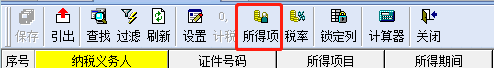 保存 引出 查找 过滤 刷新 设置 计税 所得项 税率 锁定列 计算器 关闭
序号 纳税义务人 证件号码 所得项目 所得期间